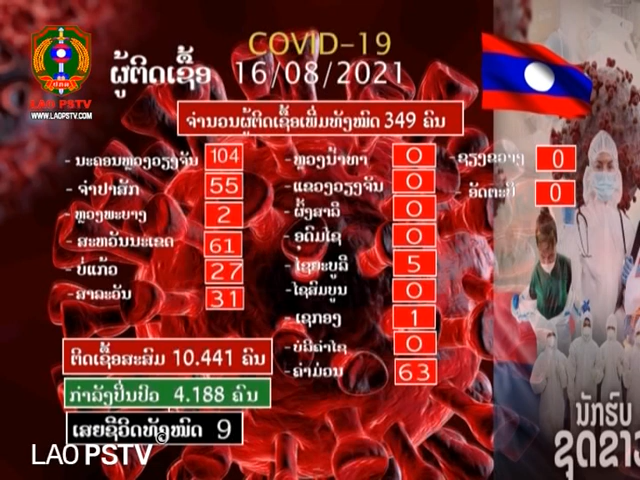 COVID-19
ຜູ້ຕິດເຊື້ອ 16/08/2021
LAO PSTV
WWW.LAOPSTV.COM
ຈຳນວນຜູ້ຕິດເຊື້ອເພີ່ມທັງໝົດ 349 ຄົນ
- ນະຄອນຫຼວງວຽງຈັນ 104
- ຈຳປາສັກ 55
- ຫຼວງພະບາງ 2
- ສະຫວັນນະເຂດ 61
- ບໍ່ແກ້ວ 27
- ສາລະວັນ 31
- ຫຼວງນ້ຳທາ 0
- ແຂວງວຽງຈັນ 0
- ຜົ້ງສາລີ 0
- ອຸດົມໄຊ 0
- ໄຊຍະບູລີ 5
- ໄຊສົມບູນ 0
- ເຊກອງ 1
- ບໍລິຄຳໄຊ 0
- ຄຳມ່ວນ 63
- ຊຽງຂວາງ 0
ອັດຕະປື 0
ຕິດເຊື້ອສະສົມ 10.441 ຄົນ
ກຳລັງປິ່ນປົວ 4.188 ຄົນ
ເສຍຊີວິດທັງໝົດ 9
LAO PSTV
ນັກຮົບ
ຊຸດຂາວ